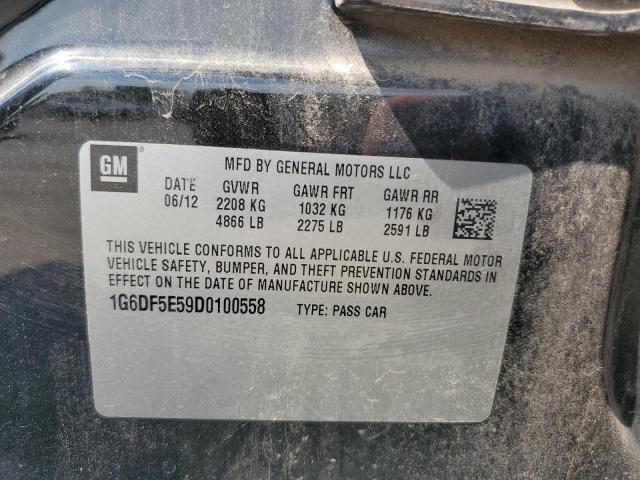 GM®
MFD BY GENERAL MOTORS LLC
DATE GVWR GAWR FRT GAWR RR
06/12 2208 KG 1032 KG 1176 KG
4866 LB 2275 LB 2591 LB
THIS VEHICLE CONFORMS TO ALL APPLICABLE U.S. FEDERAL MOTOR
VEHICLE SAFETY, BUMPER, AND THEFT PREVENTION STANDARDS IN
EFFECT ON THE DATE OF MANUFACTURE SHOWN ABOVE.
1G6DF5E59D0100558 TYPE: PASS CAR